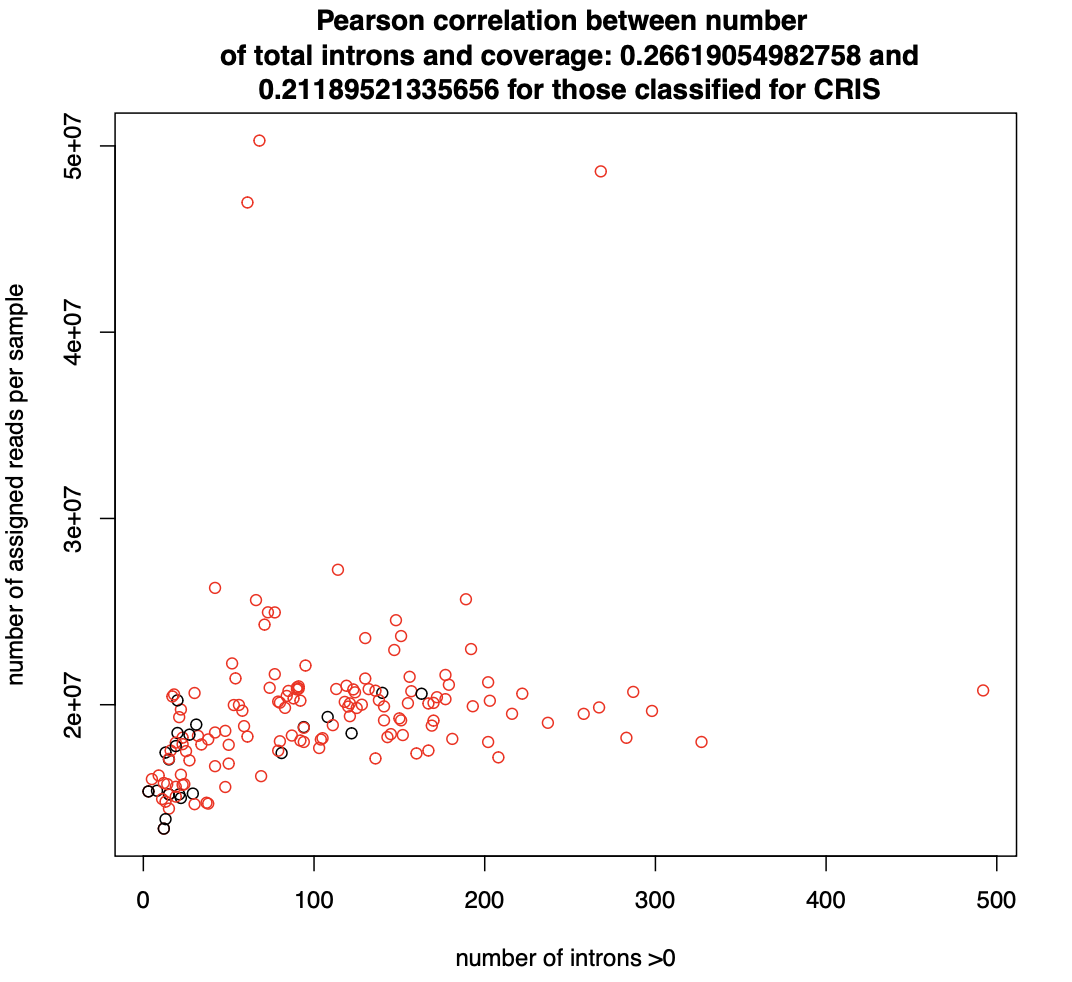 Pearson correlation between number
of total introns and coverage: 0.26619054982758 and
0.21189521335656 for those classified for CRIS
number of assigned reads per sample
5e+07
4e+07
3e+07
2e+07
0
100
200
300
400
500
number of introns >0